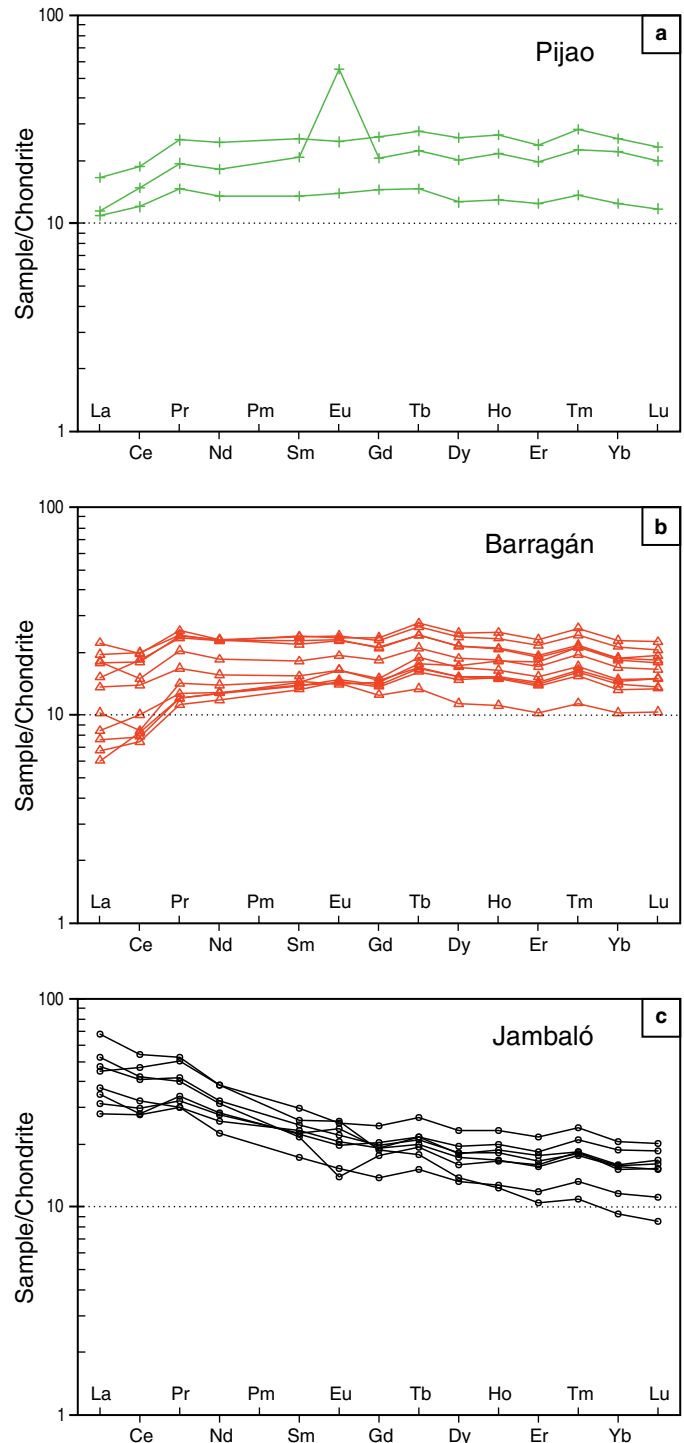 100
a
Pijao
Sample/Chondrite
10
La Pr Pm Eu Tb Ho Tm Lu
1
Ce Nd Sm Gd Dy Er Yb
100
b
Barragán
Sample/Chondrite
10
La Pr Pm Eu Tb Ho Tm Lu
1
Ce Nd Sm Gd Dy Er Yb
100
c
Jambaló
Sample/Chondrite
10
La Pr Pm Eu Tb Ho Tm Lu
1
Ce Nd Sm Gd Dy Er Yb